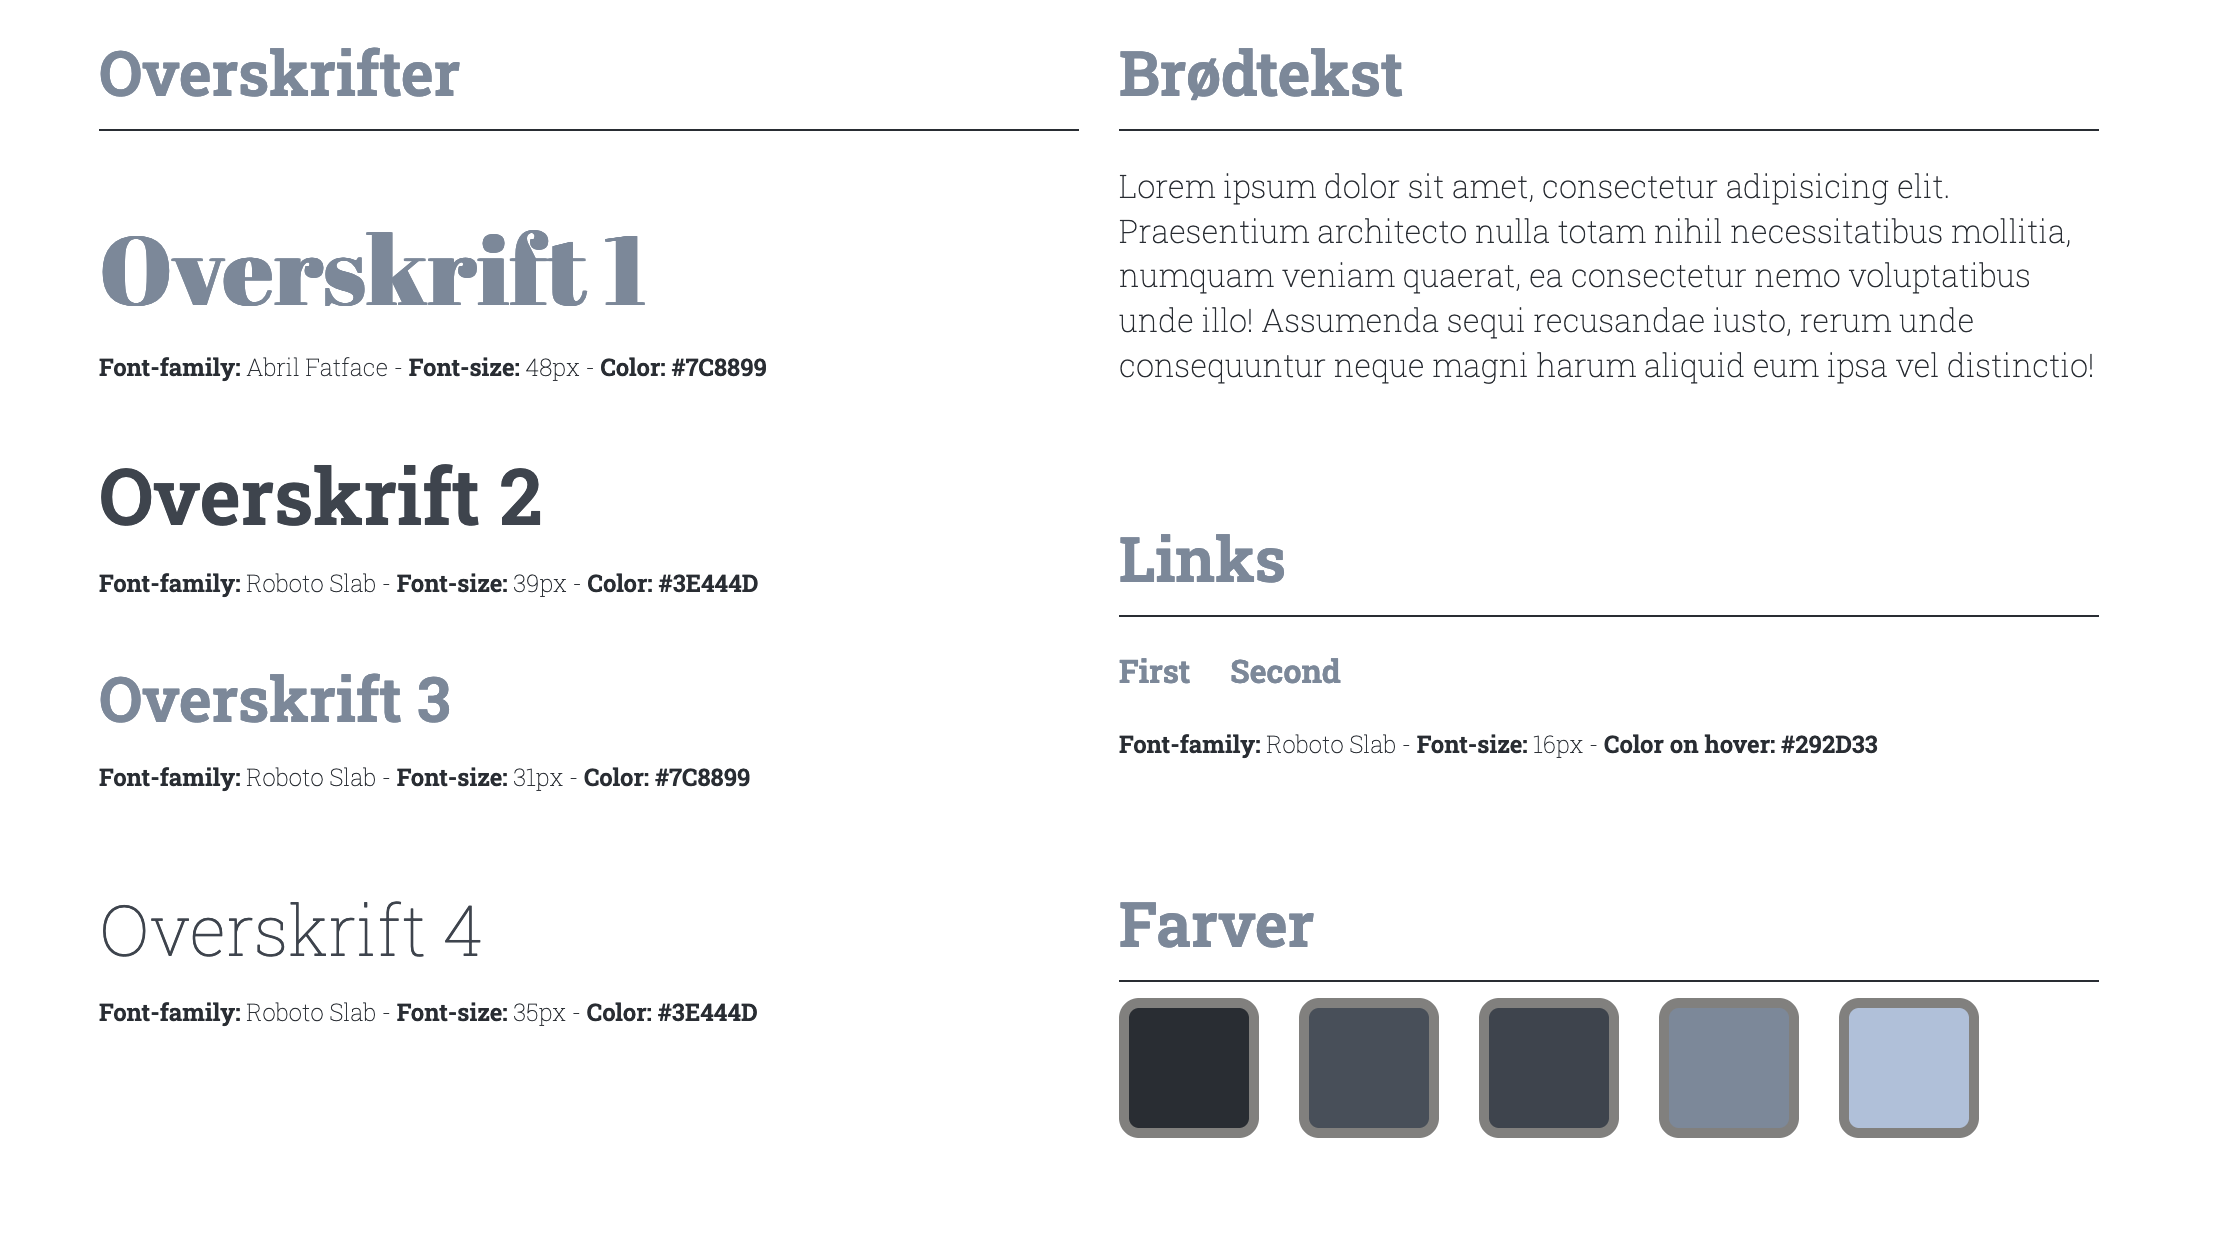 Overskrifter
Overskrift 1
Font-family: Abril Fatface - Font-size: 48px - Color: #7C8899
Overskrift 2
Font-family: Roboto Slab - Font-size: 39px - Color: #3E444D
Overskrift 3
Font-family: Roboto Slab - Font-size: 31px - Color: #7C8899
Overskrift 4
Font-family: Roboto Slab - Font-size: 35px - Color: #3E444D
Brødtekst
Lorem ipsum dolor sit amet, consectetur adipisicing elit.
Praesentium architecto nulla totam nihil necessitatibus mollitia,
numquam veniam quaerat, ea consectetur nemo voluptatibus
unde illo! Assumenda sequi recusandae iusto, rerum unde
consequuntur neque magni harum aliquid eum ipsa vel distinctio!
Links
First Second
Font-family: Roboto Slab - Font-size: 16px - Color on hover: #292D33
Farver